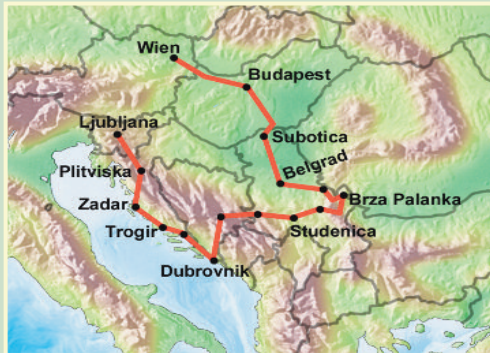 Wien
Budapest
Ljubljana
Subotica
Plitviska
Belgrad
Brza Palanka
Zadar
Trogir
Studenica
Dubrovnik